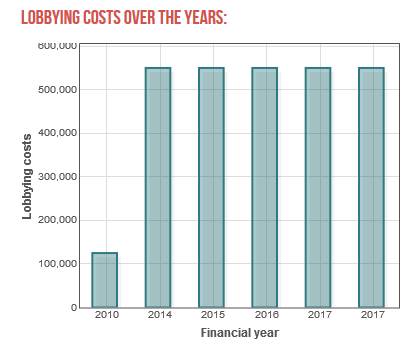 LOBBYING COSTS OVER THE YEARS:
600,000
500,000
400,000
300,000
200,000
100,000
0
Lobbying costs
2010 2014 2015 2016 2017 2017
Financial year